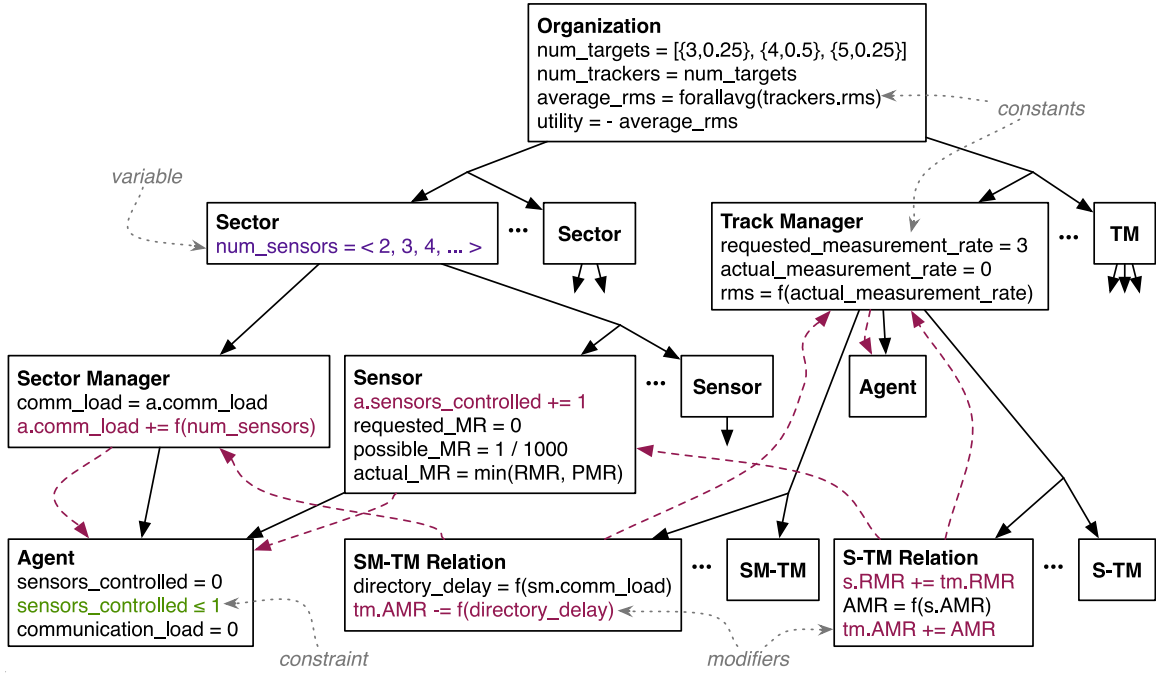 Organization
num_targets = [{3,0.25}, {4,0.5}, {5,0.25}]
num_trackers = num_targets
average_rms = forallavg(trackers.rms)
utility = - average_rms
constants
variable
Sector
num_sensors = < 2, 3, 4, ... >
...
Sector
Track Manager
requested_measurement_rate = 3
actual_measurement_rate = 0
rms = f(actual_measurement_rate)
...
TM
Sector Manager
comm_load = a.comm_load
a.comm_load += f(num_sensors)
Sensor
a.sensors_controlled += 1
requested_MR = 0
possible_MR = 1 / 1000
actual_MR = min(RMR, PMR)
...
Sensor
Agent
Agent
sensors_controlled = 0
sensors_controlled ≤ 1
communication_load = 0
SM-TM Relation
directory_delay = f(sm.comm_load)
tm.AMR -= f(directory_delay)
...
SM-TM
S-TM Relation
s.RMR += tm.RMR
AMR = f(s.AMR)
tm.AMR += AMR
...
S-TM
constraint
modifiers